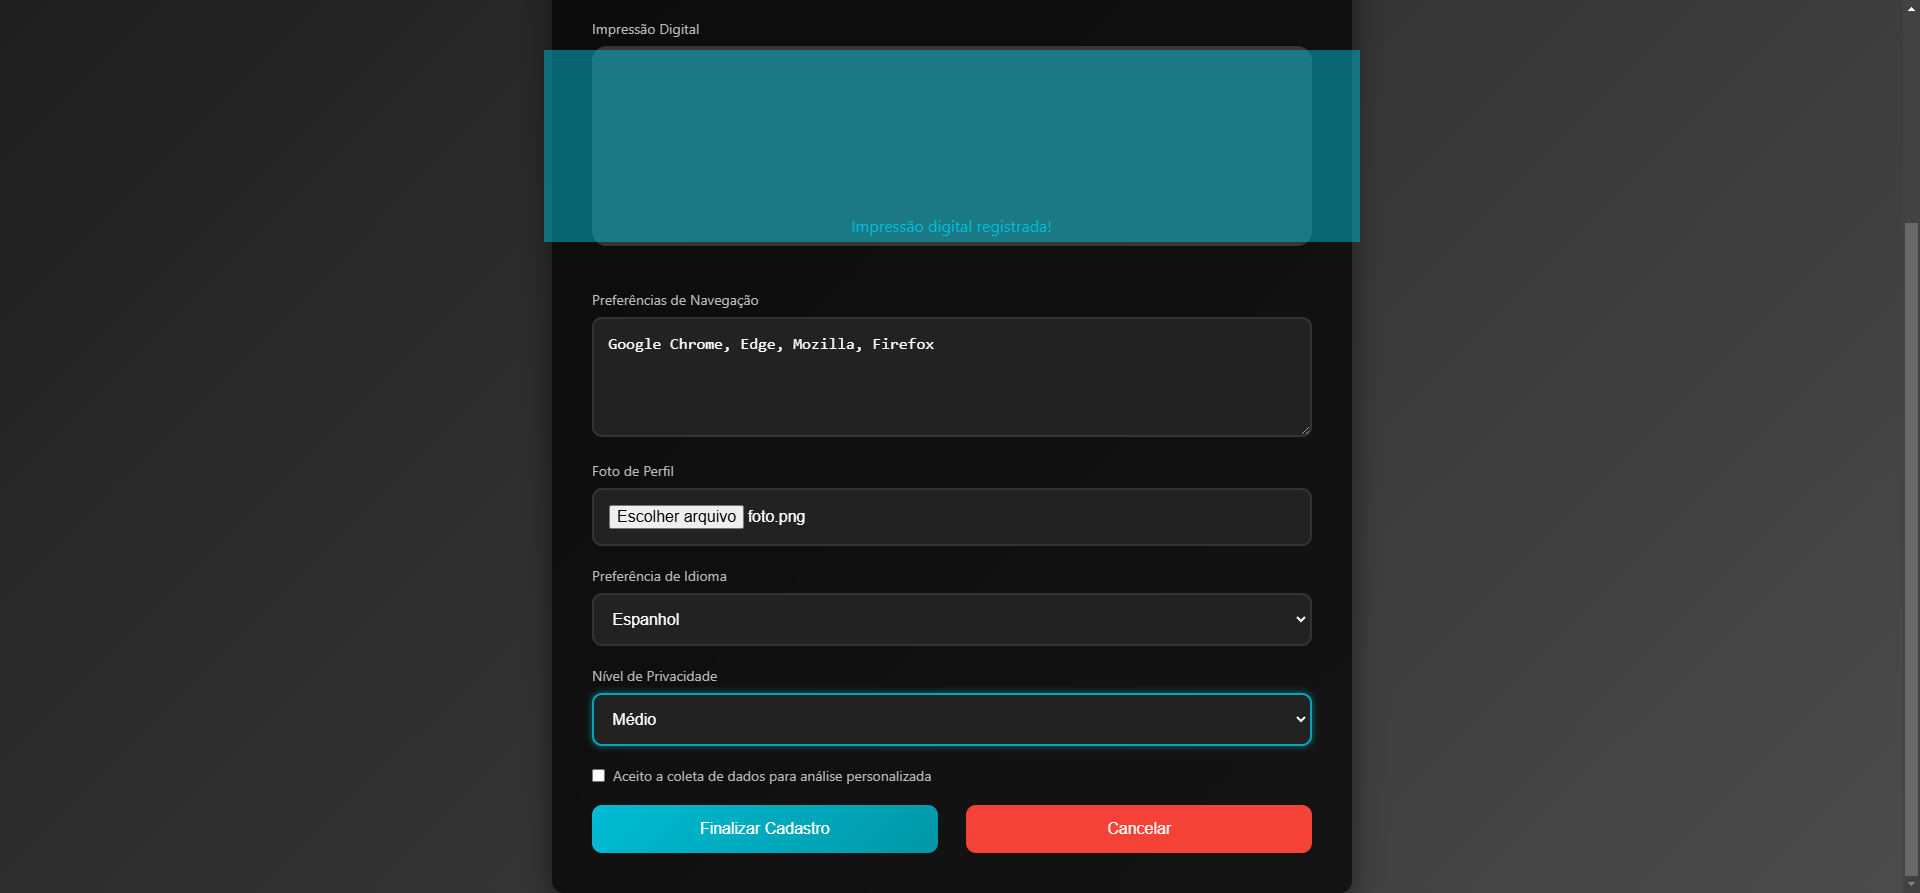 Impressão Digital
Impressão digital registrada!
Preferências de Navegação
Google Chrome, Edge, Mozilla, Firefox
Foto de Perfil
Escolher arquivo foto.png
Preferência de Idioma
Espanhol
Nível de Privacidade
Médio
Aceito a coleta de dados para análise personalizada
Finalizar Cadastro
Cancelar